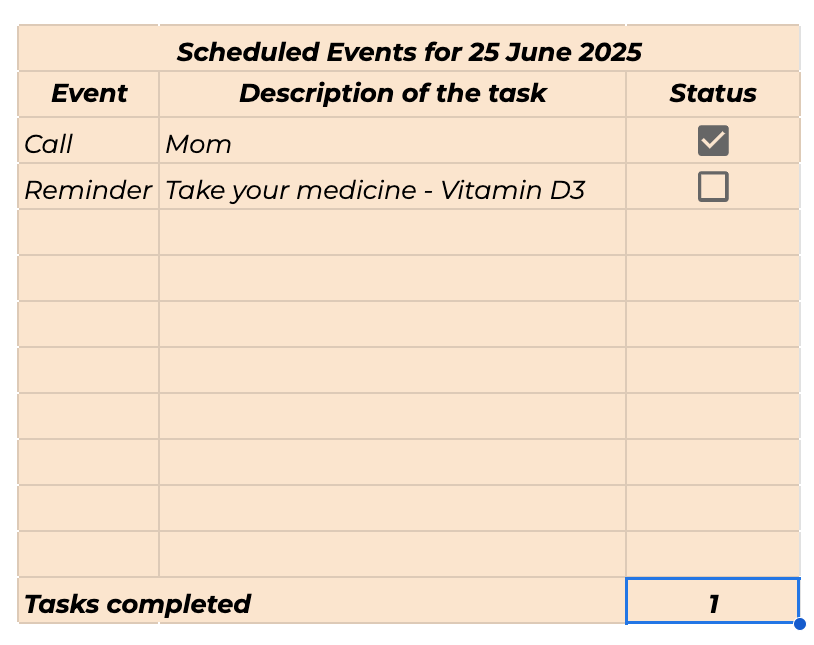 Scheduled Events for 25 June 2025
Event Description of the task Status
Call Mom
Reminder Take your medicine - Vitamin D3
Tasks completed 1